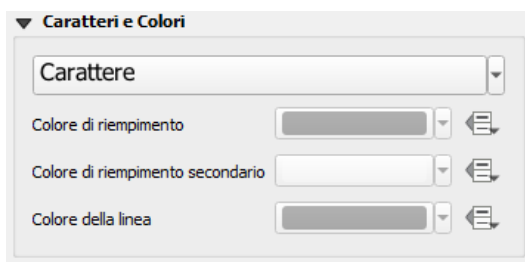 Caratteri e Colori
Carattere
Colore di riempimento
Colore di riempimento secondario
Colore della linea